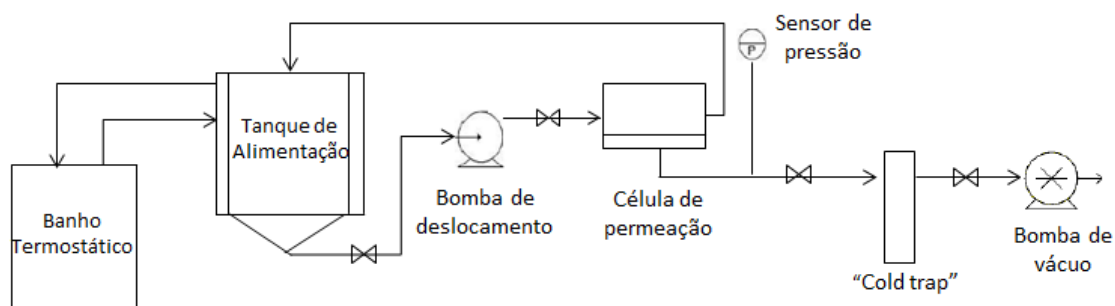 Sensor de
pressão
P
Tanque de
Alimentação
Banho
Termostático
Bomba de
deslocamento
Célula de
permeação
“Cold trap”
Bomba de
vácuo